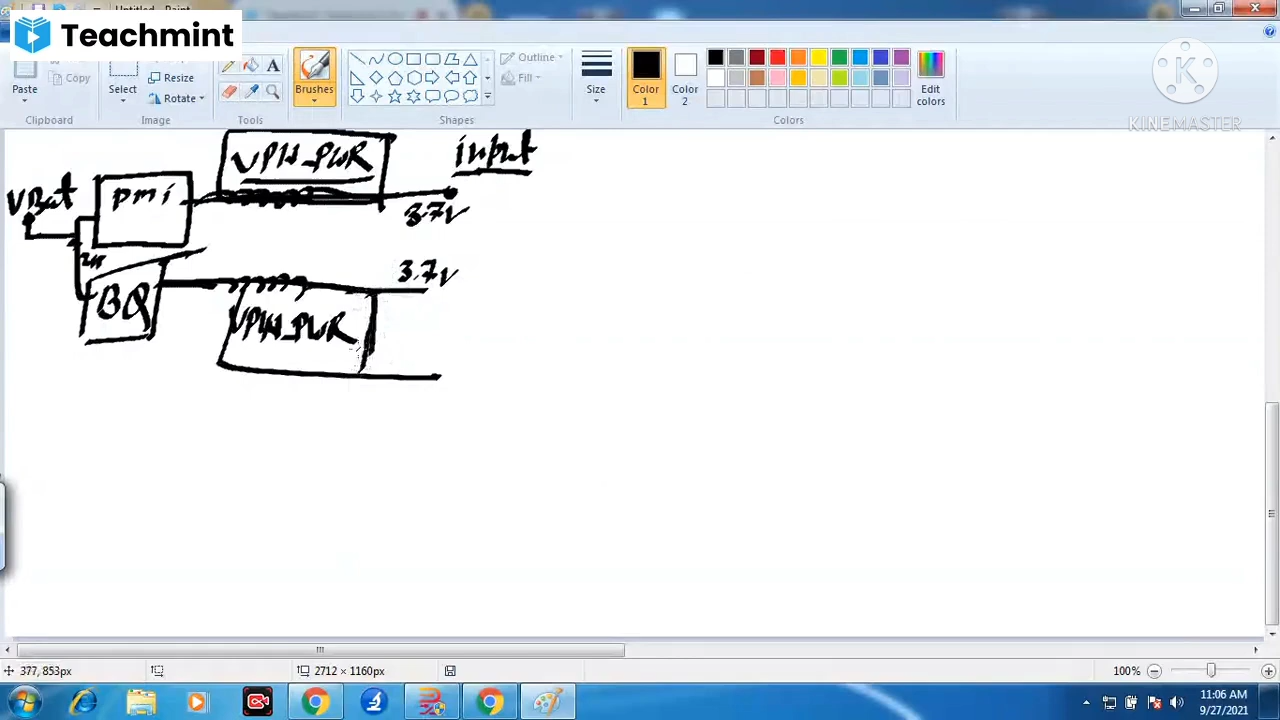 Untitled - Paint
Teachmint
Paste
Copy
Select
Resize
Rotate
A
Brushes
Outline
Fill
Size
Color
1
Color
2
Edit
colors
Clipboard
Image
Tools
Shapes
Colors
K
KINEMASTER
VPH_PWR
input
VBat
pmi
3.7V
3.7V
BQ
VPH_PWR
377, 853px
2712 × 1160px
100%
11:06 AM
9/27/2021